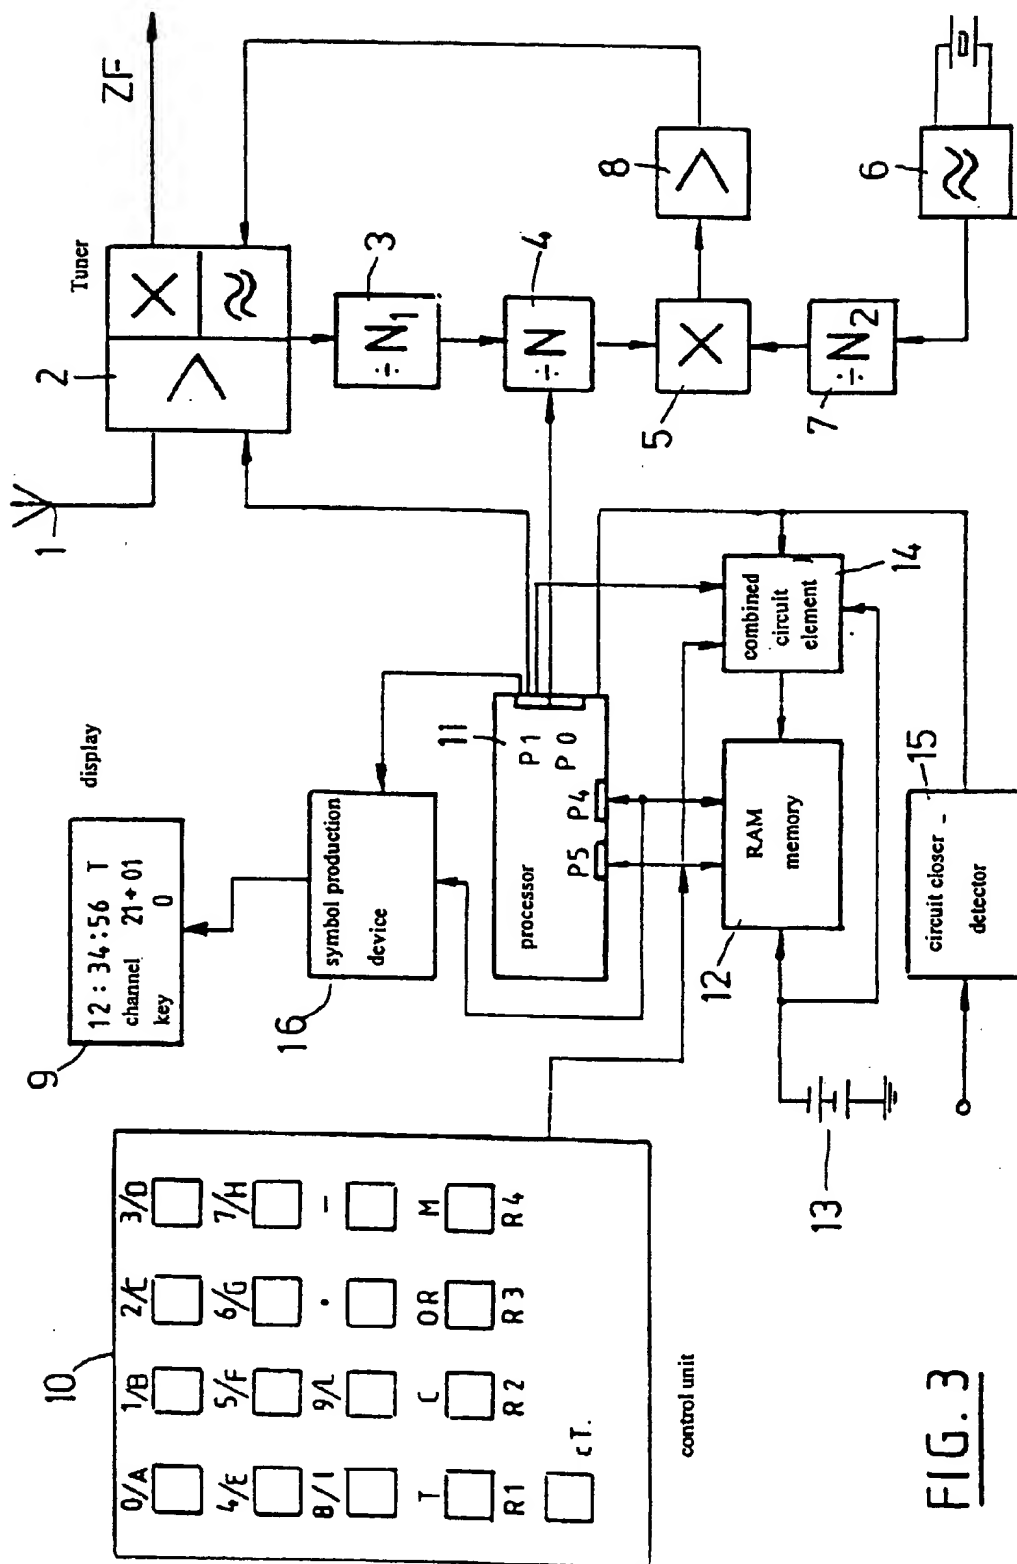 10
0/A 1/B 2/C 3/D
4/E 5/F 6/G 7/H
8/I 9/L . -
T C OR M
R1 R2 R3 R4
cT.
control unit
9
12:34:56 T
channel 21+01
key 0
display
16
symbol production
device
processor
11
P1
P0
P5 P4
12
RAM
memory
13
combined
circuit
element
14
15
circuit closer -
detector
1
2
Tuner
ZF
3
÷N1
4
÷N
5
6
7
÷N2
8
FIG. 3